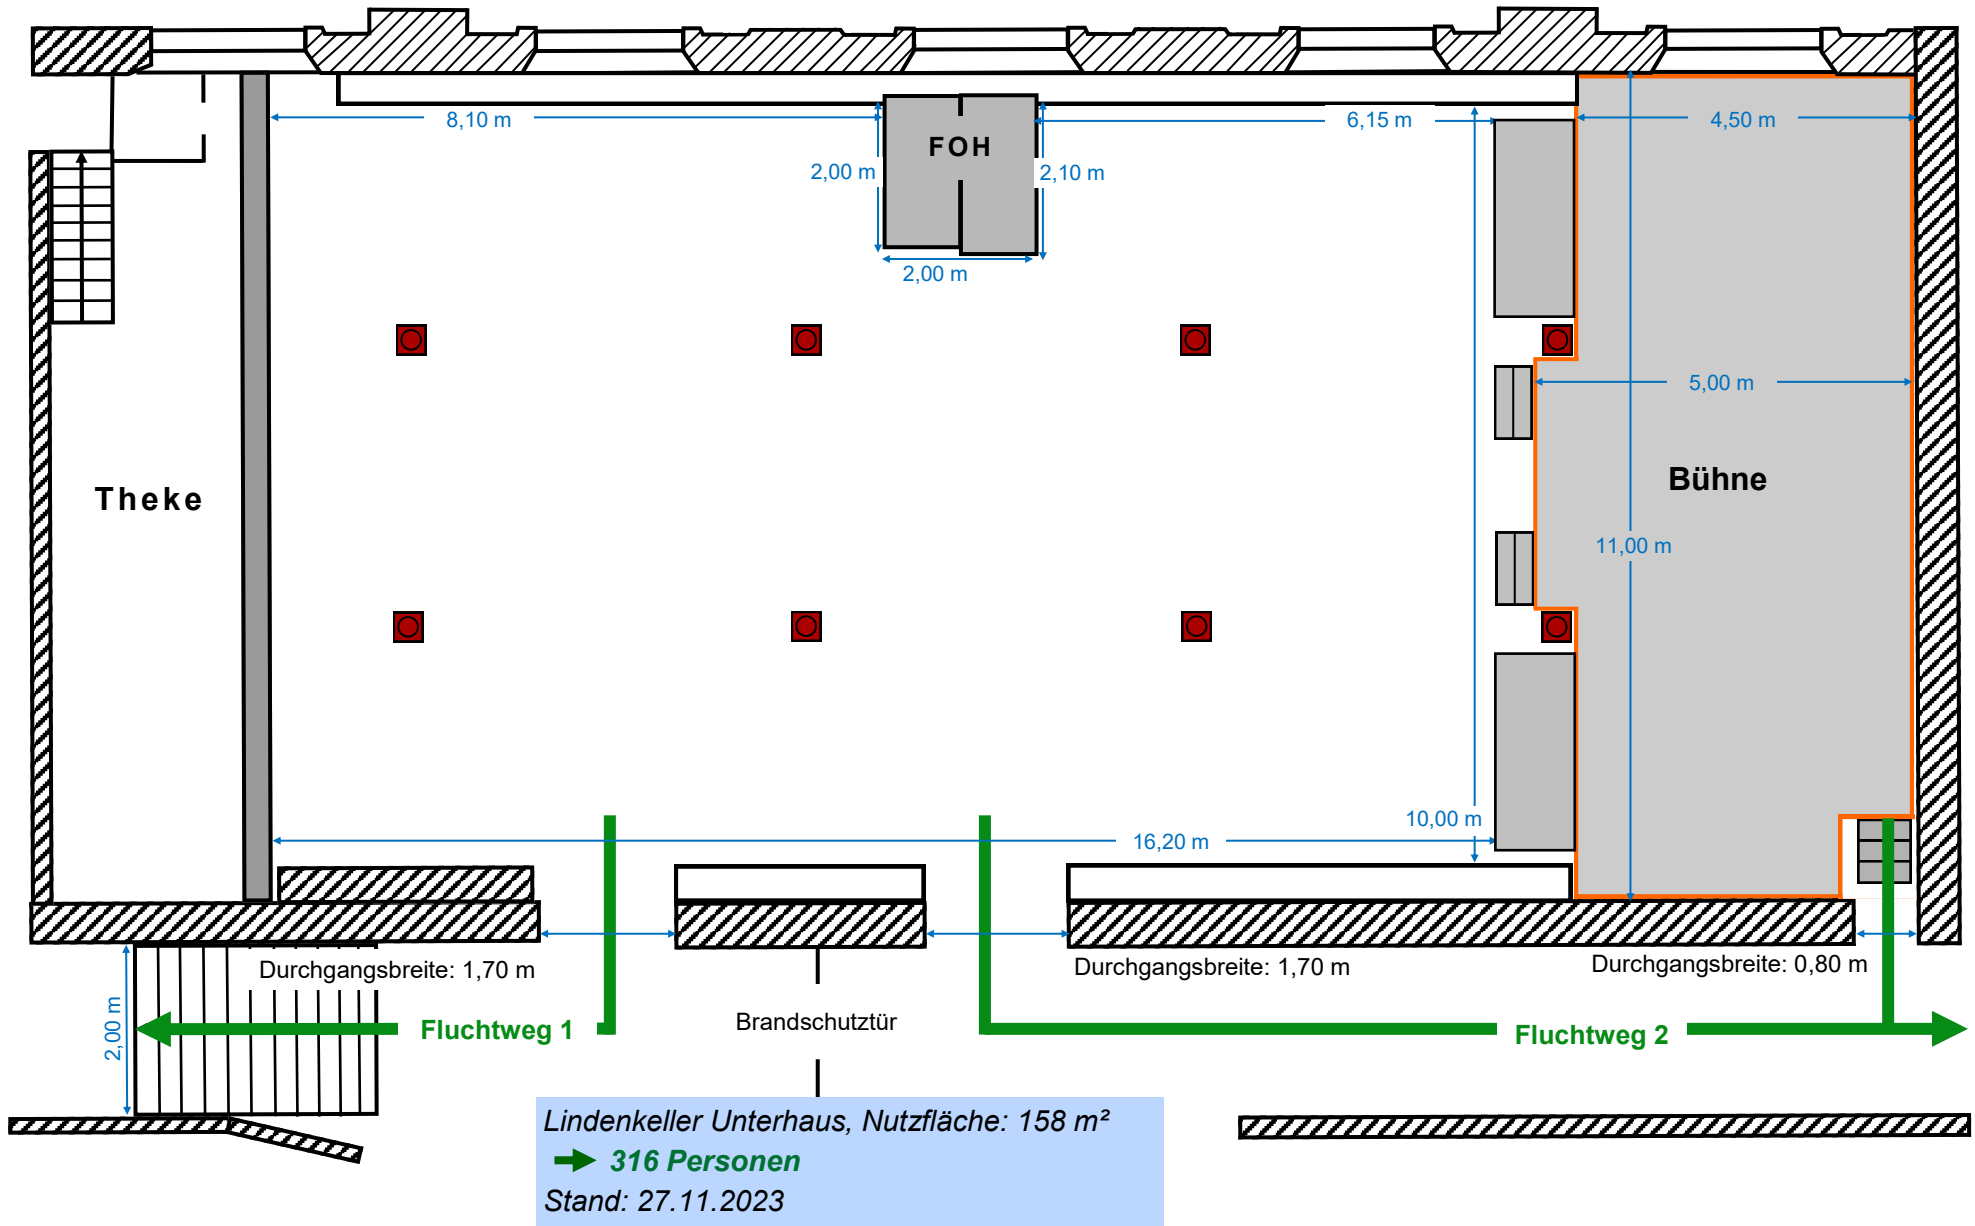 8,10 m
6,15 m
4,50 m
FOH
2,00 m
2,10 m
2,00 m
5,00 m
Theke
Bühne
11,00 m
10,00 m
16,20 m
Durchgangsbreite: 1,70 m
Durchgangsbreite: 1,70 m
Durchgangsbreite: 0,80 m
2,00 m
Fluchtweg 1
Brandschutztür
Fluchtweg 2
Lindenkeller Unterhaus, Nutzfläche: 158 m²
316 Personen
Stand: 27.11.2023